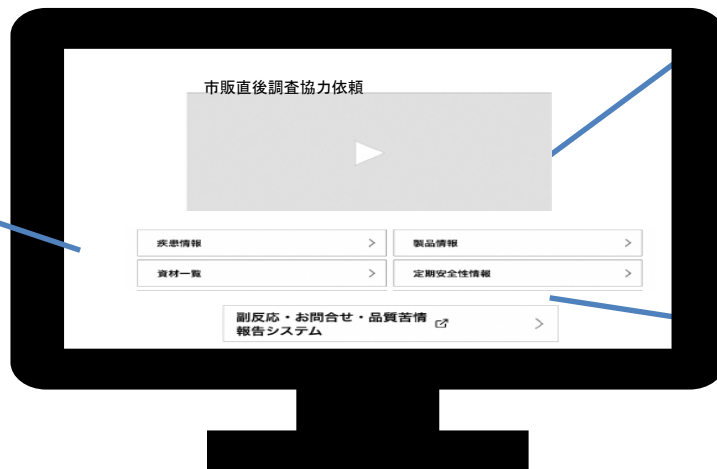 市販直後調査協力依頼
疾患情報
製品情報
資材一覧
定期安全性情報
副反応・お問合せ・品質苦情
報告システム